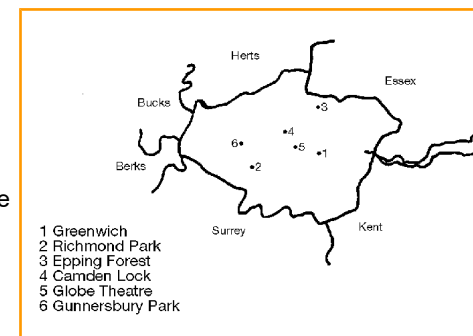 Herts
Essex
Bucks
3
4
6 5 1
Berks
2
e
Surrey Kent
1 Greenwich
2 Richmond Park
3 Epping Forest
4 Camden Lock
5 Globe Theatre
6 Gunnersbury Park